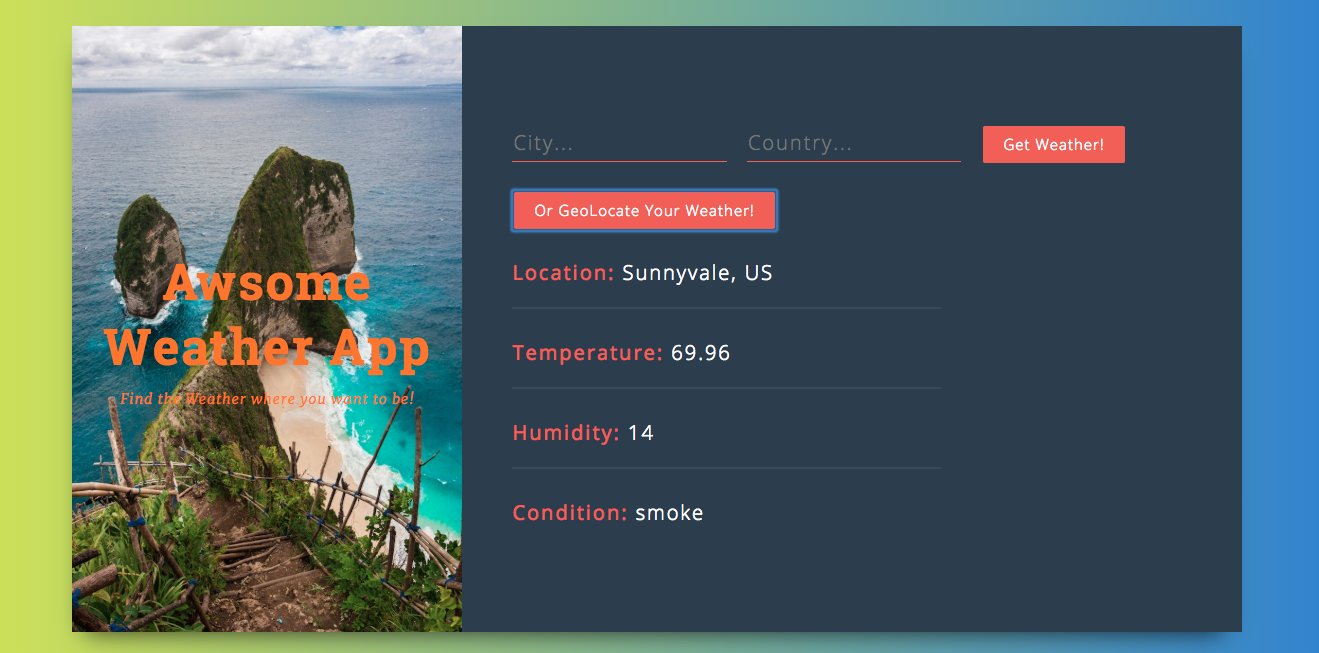 Awsome
Weather App
Find the Weather where you want to be!
City...
Country...
Get Weather!
Or GeoLocate Your Weather!
Location: Sunnyvale, US
Temperature: 69.96
Humidity: 14
Condition: smoke